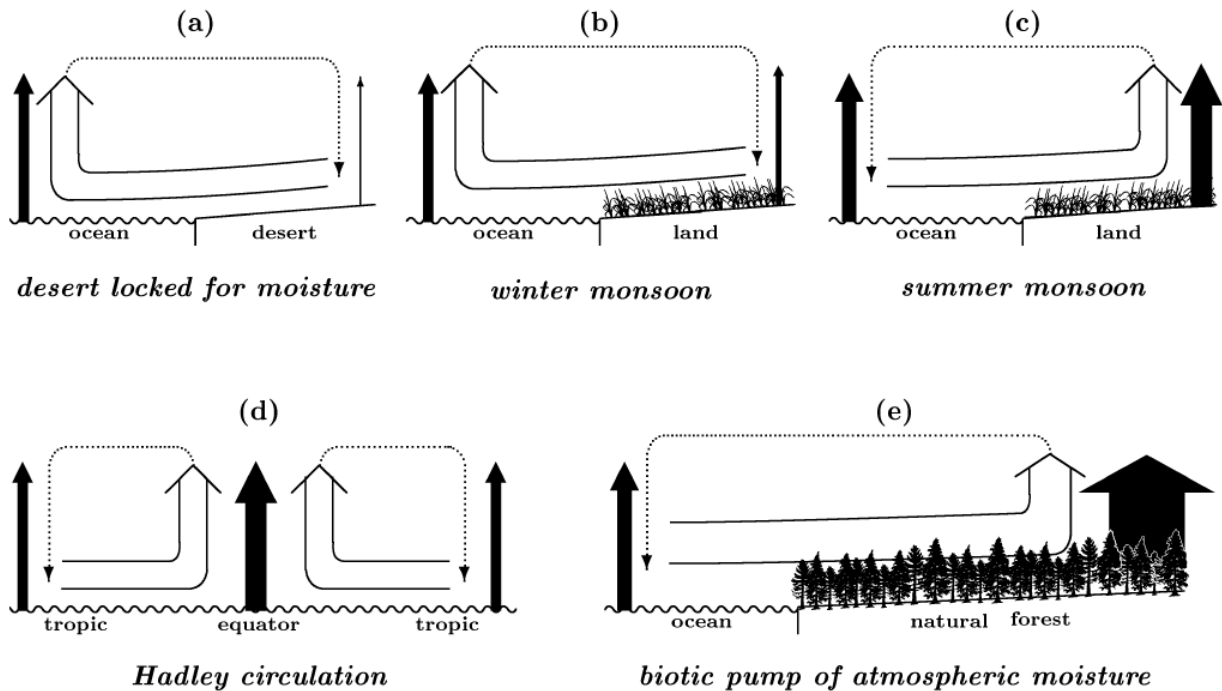 (a)
(b)
(c)
ocean desert
ocean land
ocean land
desert locked for moisture
winter monsoon
summer monsoon
(d)
(e)
tropic equator tropic
ocean natural forest
Hadley circulation
biotic pump of atmospheric moisture